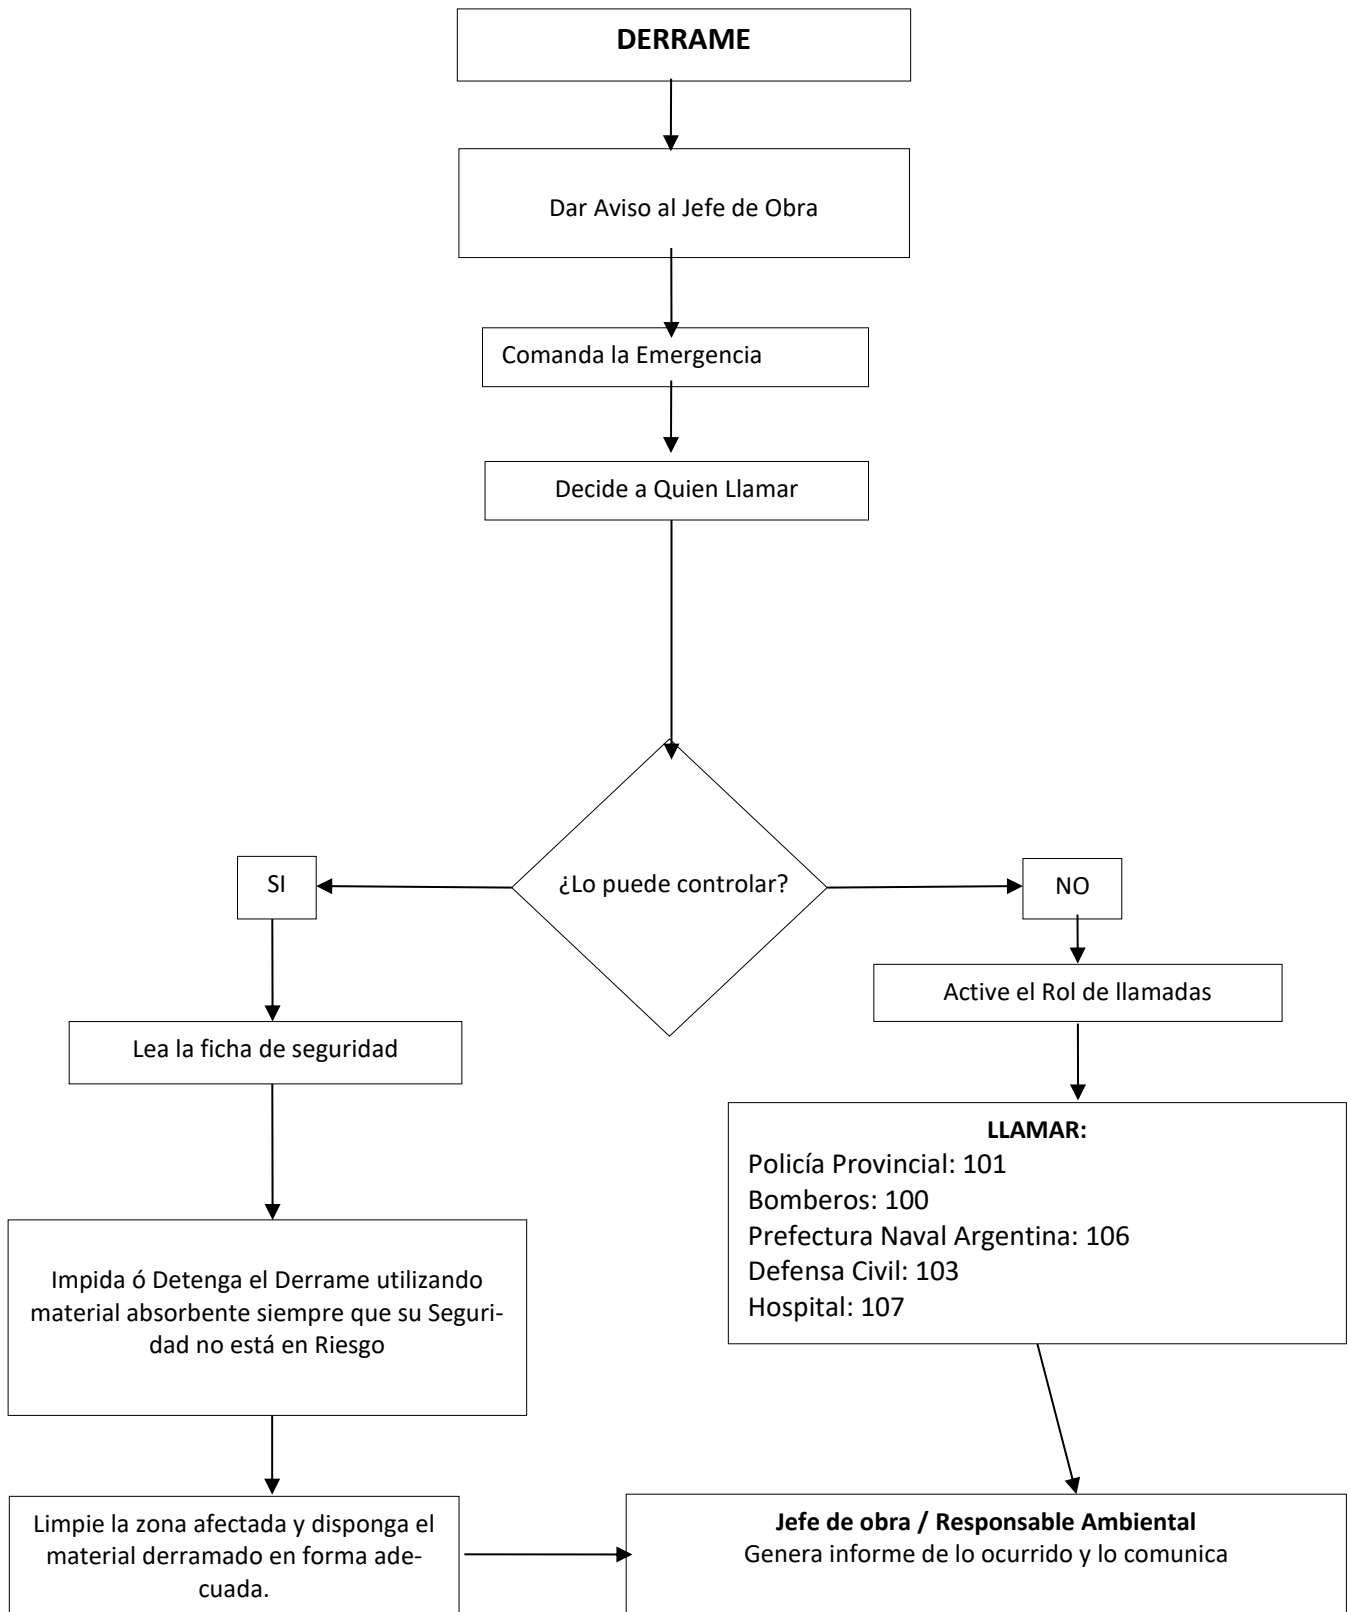 DERRAME
Dar Aviso al Jefe de Obra
Comanda la Emergencia
Decide a Quien Llamar
¿Lo puede controlar?
SI
NO
Active el Rol de llamadas
Lea la ficha de seguridad
LLAMAR:
Policía Provincial: 101
Bomberos: 100
Prefectura Naval Argentina: 106
Defensa Civil: 103
Hospital: 107
Impida ó Detenga el Derrame utilizando
material absorbente siempre que su Seguri-
dad no está en Riesgo
Limpie la zona afectada y disponga el
material derramado en forma ade-
cuada.
Jefe de obra / Responsable Ambiental
Genera informe de lo ocurrido y lo comunica